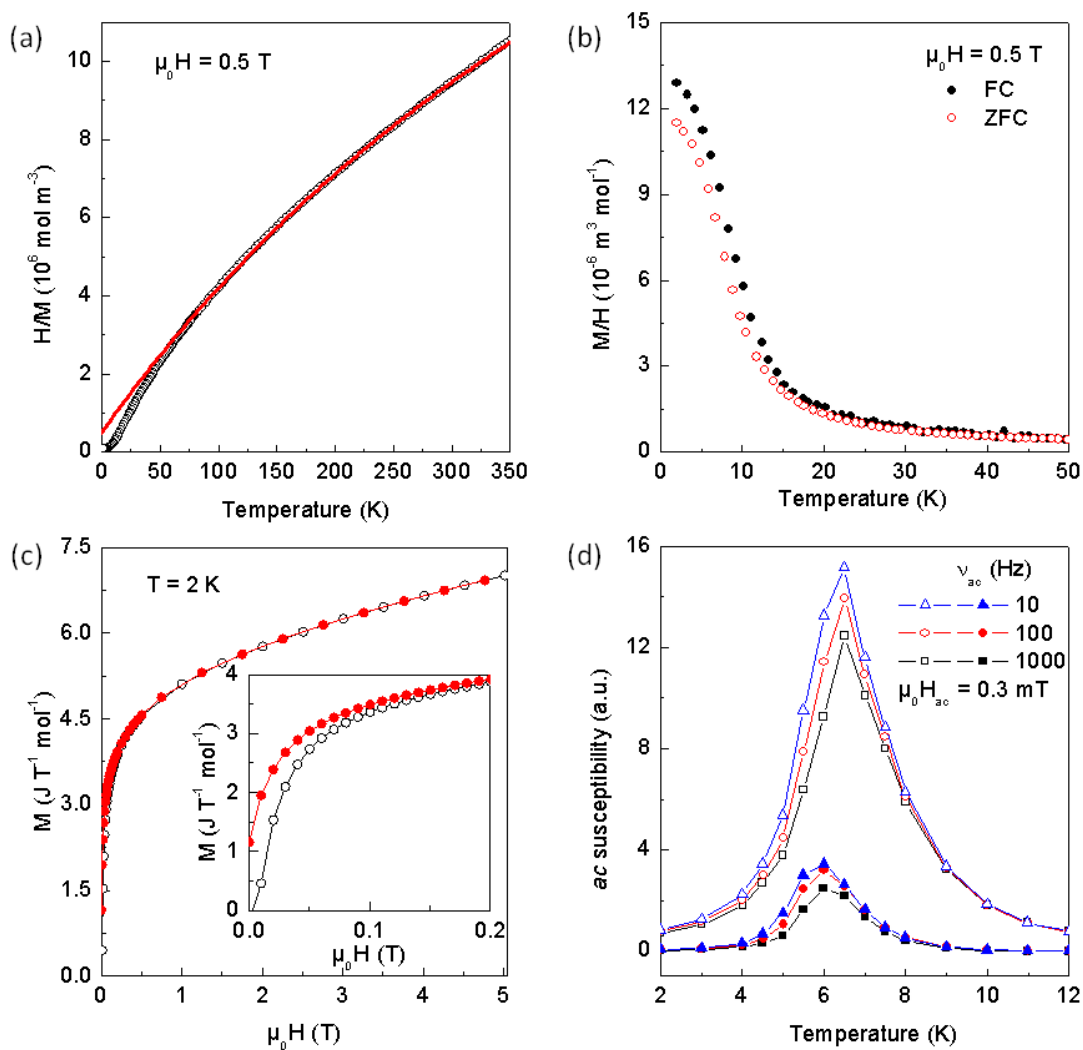 (a)
μ₀H = 0.5 T
H/M (10⁶ mol m⁻³)
10
8
6
4
2
0
0 50 100 150 200 250 300 350
Temperature (K)
(b)
μ₀H = 0.5 T
FC
ZFC
M/H (10⁻⁶ m³ mol⁻¹)
15
12
9
6
3
0
0 10 20 30 40 50
Temperature (K)
(c)
T = 2 K
M (J T⁻¹ mol⁻¹)
7.5
6.0
4.5
3.0
1.5
0.0
0 1 2 3 4 5
μ₀H (T)
M (J T⁻¹ mol⁻¹)
4
3
2
1
0
0.0 0.1 0.2
μ₀H (T)
(d)
ν_ac (Hz)
10
100
1000
μ₀H_ac = 0.3 mT
ac susceptibility (a.u.)
16
12
8
4
0
2 4 6 8 10 12
Temperature (K)